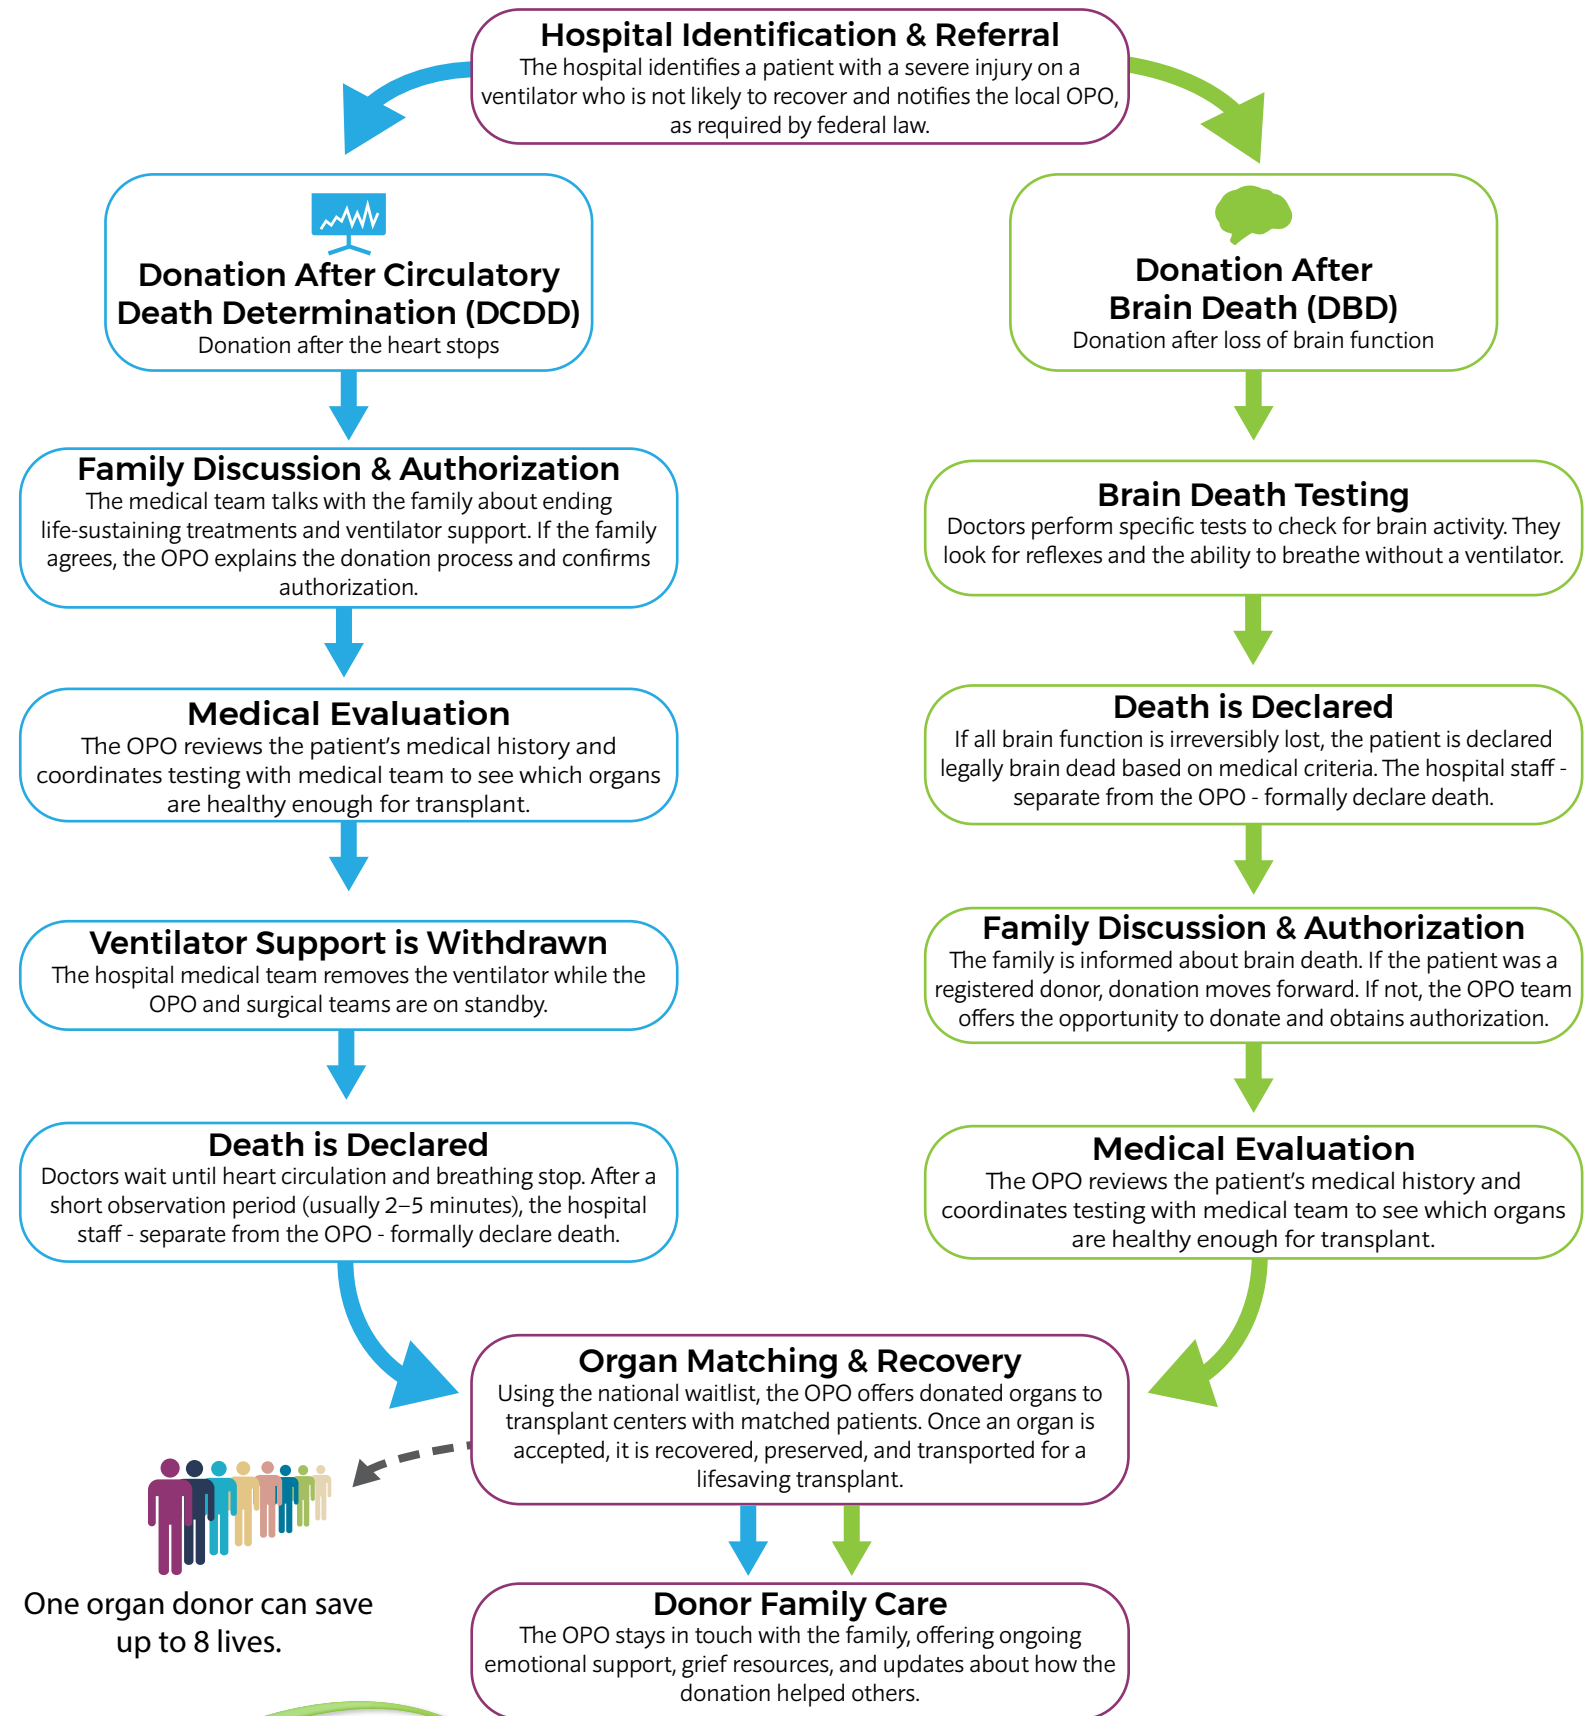 Hospital Identification & Referral
The hospital identifies a patient with a severe injury on a
ventilator who is not likely to recover and notifies the local OPO,
as required by federal law.
Donation After Circulatory
Death Determination (DCDD)
Donation after the heart stops
Family Discussion & Authorization
The medical team talks with the family about ending
life-sustaining treatments and ventilator support. If the family
agrees, the OPO explains the donation process and confirms
authorization.
Medical Evaluation
The OPO reviews the patient's medical history and
coordinates testing with medical team to see which organs
are healthy enough for transplant.
Ventilator Support is Withdrawn
The hospital medical team removes the ventilator while the
OPO and surgical teams are on standby.
Death is Declared
Doctors wait until heart circulation and breathing stop. After a
short observation period (usually 2–5 minutes), the hospital
staff - separate from the OPO - formally declare death.
Donation After
Brain Death (DBD)
Donation after loss of brain function
Brain Death Testing
Doctors perform specific tests to check for brain activity. They
look for reflexes and the ability to breathe without a ventilator.
Death is Declared
If all brain function is irreversibly lost, the patient is declared
legally brain dead based on medical criteria. The hospital staff -
separate from the OPO - formally declare death.
Family Discussion & Authorization
The family is informed about brain death. If the patient was a
registered donor, donation moves forward. If not, the OPO team
offers the opportunity to donate and obtains authorization.
Medical Evaluation
The OPO reviews the patient's medical history and
coordinates testing with medical team to see which organs
are healthy enough for transplant.
Organ Matching & Recovery
Using the national waitlist, the OPO offers donated organs to
transplant centers with matched patients. Once an organ is
accepted, it is recovered, preserved, and transported for a
lifesaving transplant.
One organ donor can save
up to 8 lives.
Donor Family Care
The OPO stays in touch with the family, offering ongoing
emotional support, grief resources, and updates about how the
donation helped others.